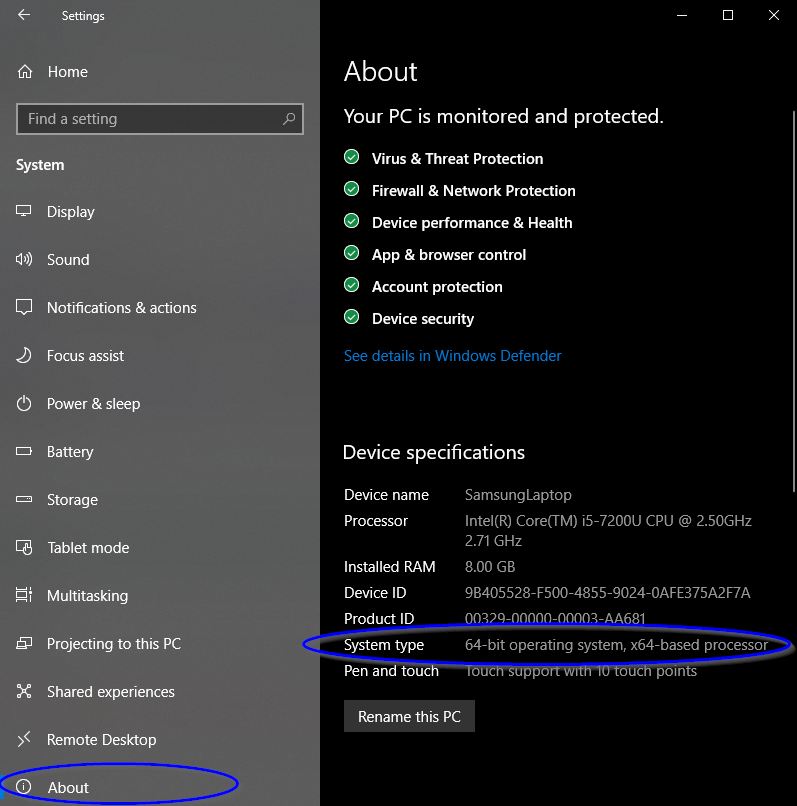 Settings
Home
Find a setting
System
Display
Sound
Notifications & actions
Focus assist
Power & sleep
Battery
Storage
Tablet mode
Multitasking
Projecting to this PC
Shared experiences
Remote Desktop
About
About
Your PC is monitored and protected.
Virus & Threat Protection
Firewall & Network Protection
Device performance & Health
App & browser control
Account protection
Device security
See details in Windows Defender
Device specifications
Device name SamsungLaptop
Processor Intel(R) Core(TM) i5-7200U CPU @ 2.50GHz
2.71 GHz
Installed RAM 8.00 GB
Device ID 9B405528-F500-4855-9024-0AFE375A2F7A
Product ID 00329-00000-00003-AA681
System type 64-bit operating system, x64-based processor
Pen and touch Touch support with 10 touch points
Rename this PC